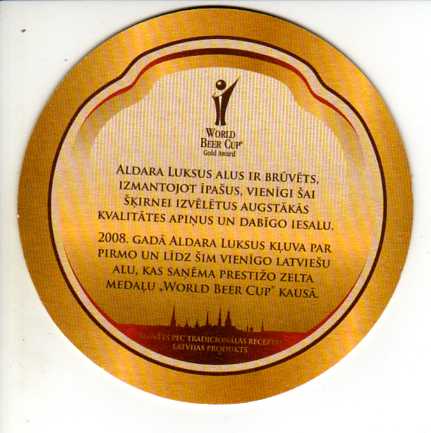 WORLD
BEER CUP®
Gold Award
ALDARA LUKSUS ALUS IR BRŪVĒTS,
IZMANTOJOT ĪPAŠUS, VIENĪGI ŠAI
ŠĶIRNEI IZVĒLĒTUS AUGSTĀKĀS
KVALITĀTES APIŅUS UN DABĪGO IESALU.
2008. GADĀ ALDARA LUKSUS KĻUVA PAR
PIRMO UN LĪDZ ŠIM VIENĪGO LATVIEŠU
ALU, KAS SAŅĒMA PRESTIŽO ZELTA
MEDAĻU „WORLD BEER CUP” KAUSĀ.
PĒC TRADICIONĀLAS RECEPTES
LATVIJAS PRODUKTS